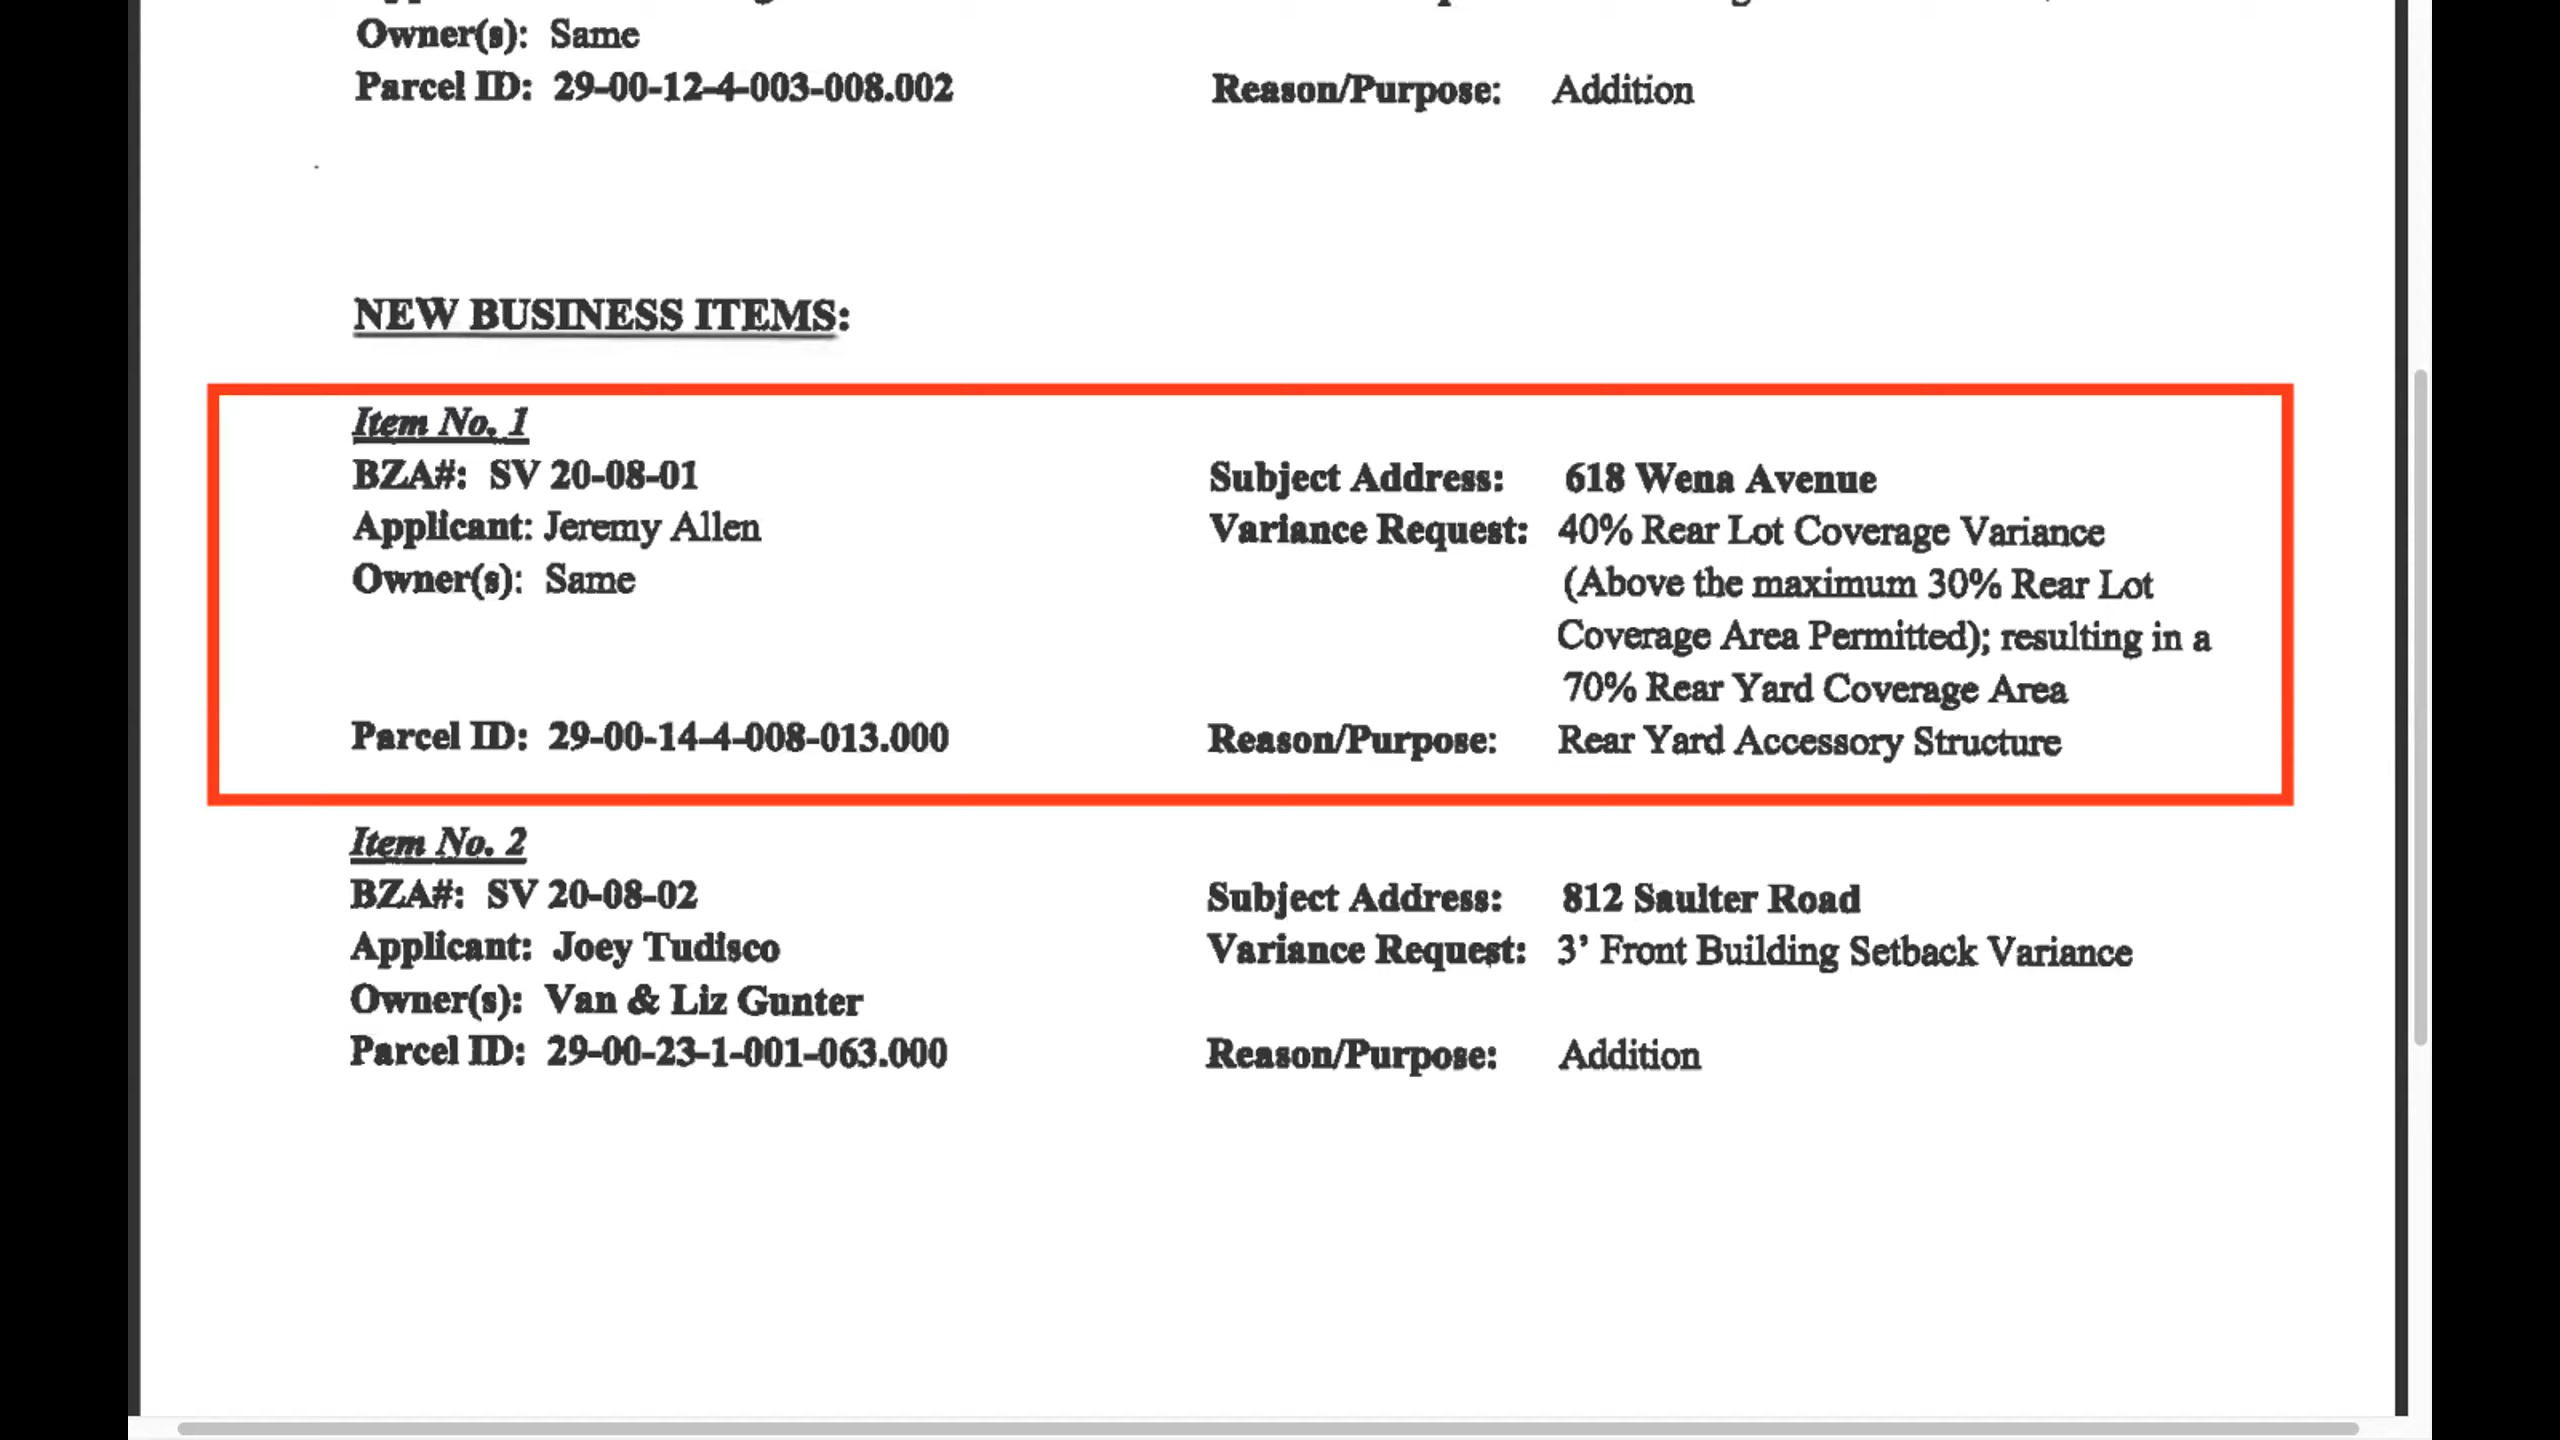 Owner(s): Same
Parcel ID: 29-00-12-4-003-008.002 Reason/Purpose: Addition
NEW BUSINESS ITEMS:
Item No. 1
BZA#: SV 20-08-01 Subject Address: 618 Wena Avenue
Applicant: Jeremy Allen Variance Request: 40% Rear Lot Coverage Variance
Owner(s): Same (Above the maximum 30% Rear Lot
Coverage Area Permitted); resulting in a
70% Rear Yard Coverage Area
Parcel ID: 29-00-14-4-008-013.000 Reason/Purpose: Rear Yard Accessory Structure
Item No. 2
BZA#: SV 20-08-02 Subject Address: 812 Saulter Road
Applicant: Joey Tudisco Variance Request: 3’ Front Building Setback Variance
Owner(s): Van & Liz Gunter
Parcel ID: 29-00-23-1-001-063.000 Reason/Purpose: Addition